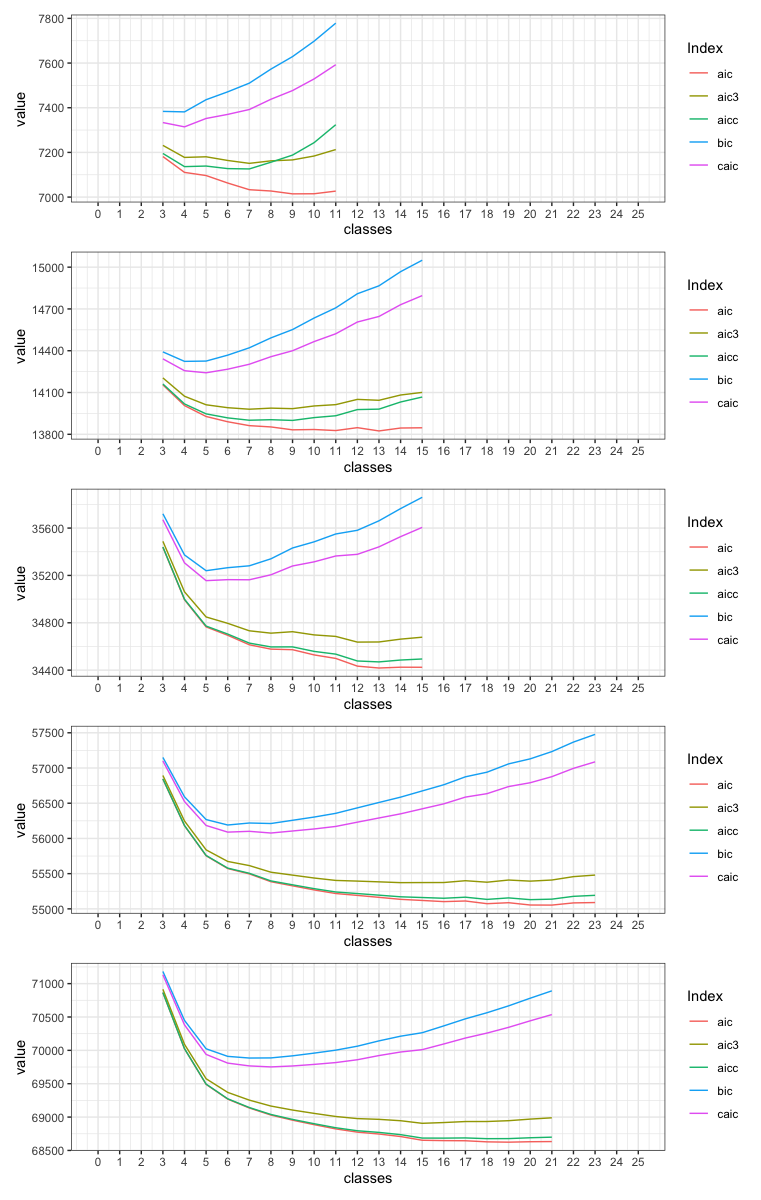 7800
7600
7400
7200
7000
value
0 1 2 3 4 5 6 7 8 9 10 11 12 13 14 15 16 17 18 19 20 21 22 23 24 25
classes
Index
aic
aic3
aicc
bic
caic
15000
14700
14400
14100
13800
value
0 1 2 3 4 5 6 7 8 9 10 11 12 13 14 15 16 17 18 19 20 21 22 23 24 25
classes
Index
aic
aic3
aicc
bic
caic
35600
35200
34800
34400
value
0 1 2 3 4 5 6 7 8 9 10 11 12 13 14 15 16 17 18 19 20 21 22 23 24 25
classes
Index
aic
aic3
aicc
bic
caic
57500
57000
56500
56000
55500
55000
value
0 1 2 3 4 5 6 7 8 9 10 11 12 13 14 15 16 17 18 19 20 21 22 23 24 25
classes
Index
aic
aic3
aicc
bic
caic
71000
70500
70000
69500
69000
68500
value
0 1 2 3 4 5 6 7 8 9 10 11 12 13 14 15 16 17 18 19 20 21 22 23 24 25
classes
Index
aic
aic3
aicc
bic
caic